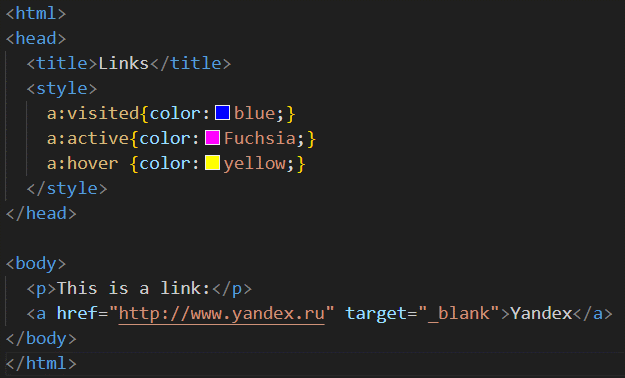 <html>
<head>
<title>Links</title>
<style>
a:visited{color:blue;}
a:active{color:Fuchsia;}
a:hover {color:yellow;}
</style>
</head>
<body>
<p>This is a link:</p>
<a href="http://www.yandex.ru" target="_blank">Yandex</a>
</body>
</html>